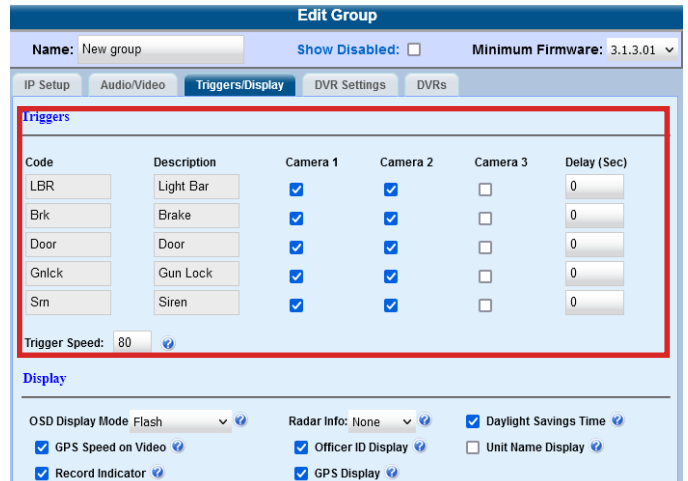 Edit Group
Name: New group Show Disabled: Minimum Firmware: 3.1.3.01
IP Setup Audio/Video Triggers/Display DVR Settings DVRs
Triggers
Code Description Camera 1 Camera 2 Camera 3 Delay (Sec)
LBR Light Bar 0
Brk Brake 0
Door Door 0
Gnlck Gun Lock 0
Srn Siren 0
Trigger Speed: 80 ?
Display
OSD Display Mode Flash ? Radar Info: None ? Daylight Savings Time ?
GPS Speed on Video ? Officer ID Display ? Unit Name Display ?
Record Indicator ? GPS Display ?